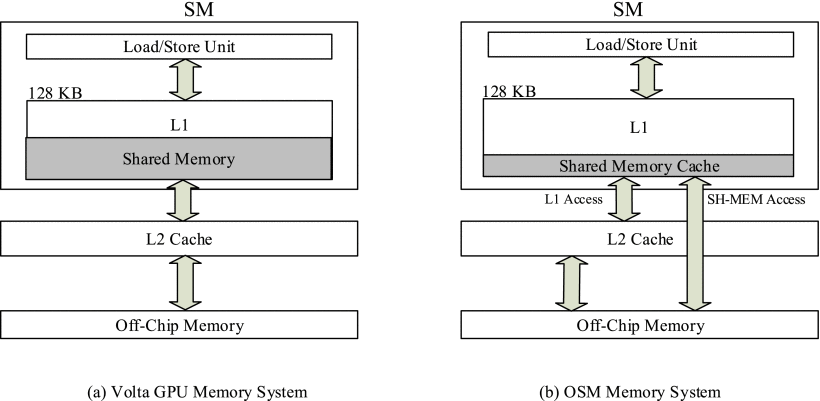 SM
Load/Store Unit
128 KB
L1
Shared Memory
L2 Cache
Off-Chip Memory
(a) Volta GPU Memory System
SM
Load/Store Unit
128 KB
L1
Shared Memory Cache
L1 Access
SH-MEM Access
L2 Cache
Off-Chip Memory
(b) OSM Memory System